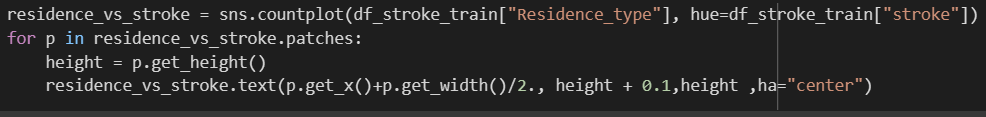 residence_vs_stroke = sns.countplot(df_stroke_train["Residence_type"], hue=df_stroke_train["stroke"])
for p in residence_vs_stroke.patches:
    height = p.get_height()
    residence_vs_stroke.text(p.get_x()+p.get_width()/2., height + 0.1,height ,ha="center")